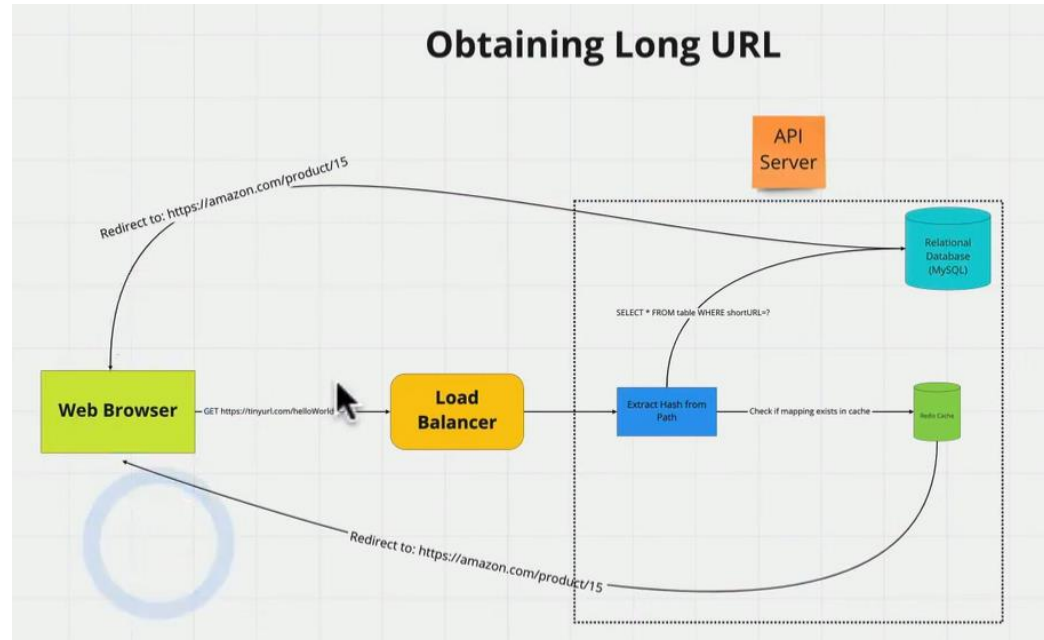 Obtaining Long URL
API
Server
Redirect to: https://amazon.com/product/15
Relational
Database
(MySQL)
SELECT * FROM table WHERE shortURL=?
Web Browser
GET https://tinyurl.com/helloWorld
Load
Balancer
Extract Hash from
Path
Check if mapping exists in cache
Redis Cache
Redirect to: https://amazon.com/product/15